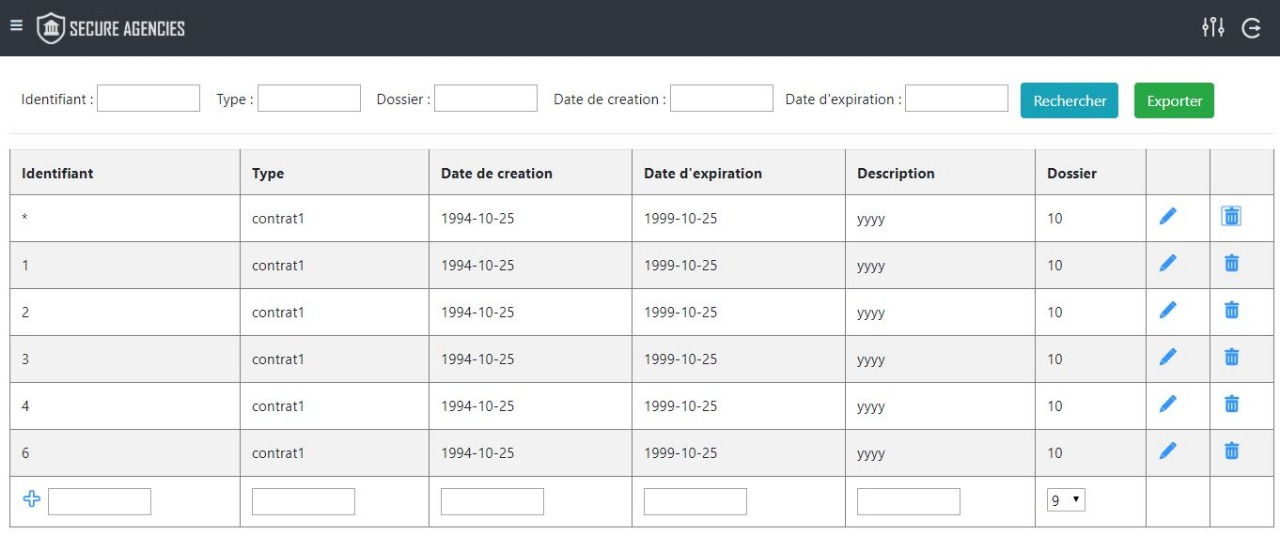 SECURE AGENCIES
Identifiant : Type : Dossier : Date de creation : Date d'expiration : Rechercher Exporter
Identifiant Type Date de creation Date d'expiration Description Dossier
* contrat1 1994-10-25 1999-10-25 yyyy 10
1 contrat1 1994-10-25 1999-10-25 yyyy 10
2 contrat1 1994-10-25 1999-10-25 yyyy 10
3 contrat1 1994-10-25 1999-10-25 yyyy 10
4 contrat1 1994-10-25 1999-10-25 yyyy 10
6 contrat1 1994-10-25 1999-10-25 yyyy 10
9